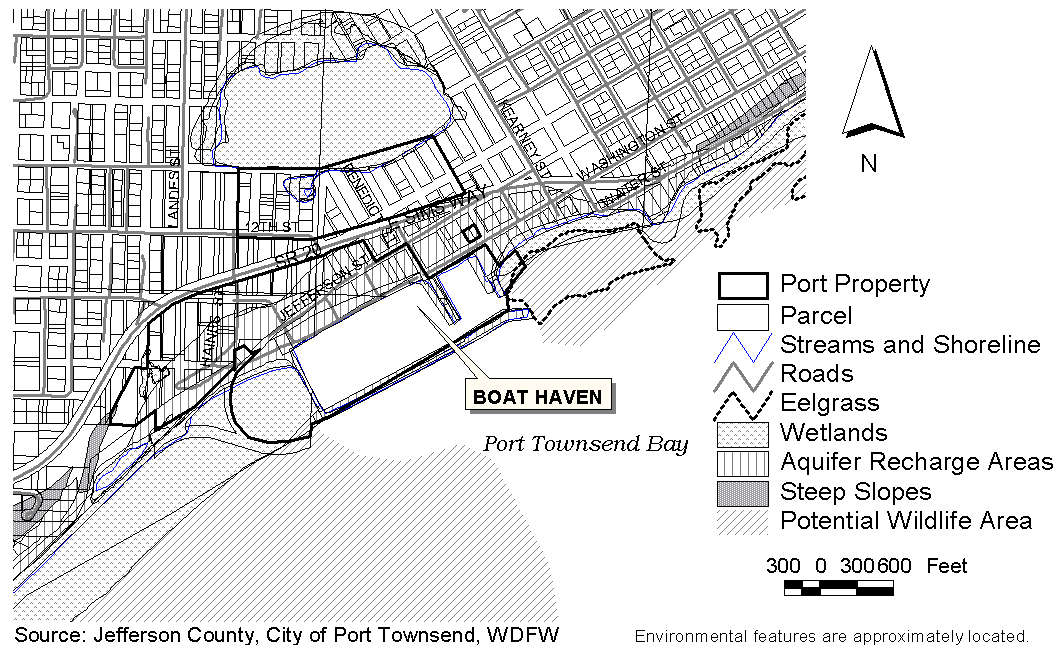 KEARNEY ST
WASHINGTON ST
WATER ST
LANDES ST
BENEDICT
SIMS WAY
12TH ST
SR 20
JEFFERSON ST
HAINES
N
BOAT HAVEN
Port Townsend Bay
Port Property
Parcel
Streams and Shoreline
Roads
Eelgrass
Wetlands
Aquifer Recharge Areas
Steep Slopes
Potential Wildlife Area
300 0 300 600 Feet
Source: Jefferson County, City of Port Townsend, WDFW
Environmental features are approximately located.